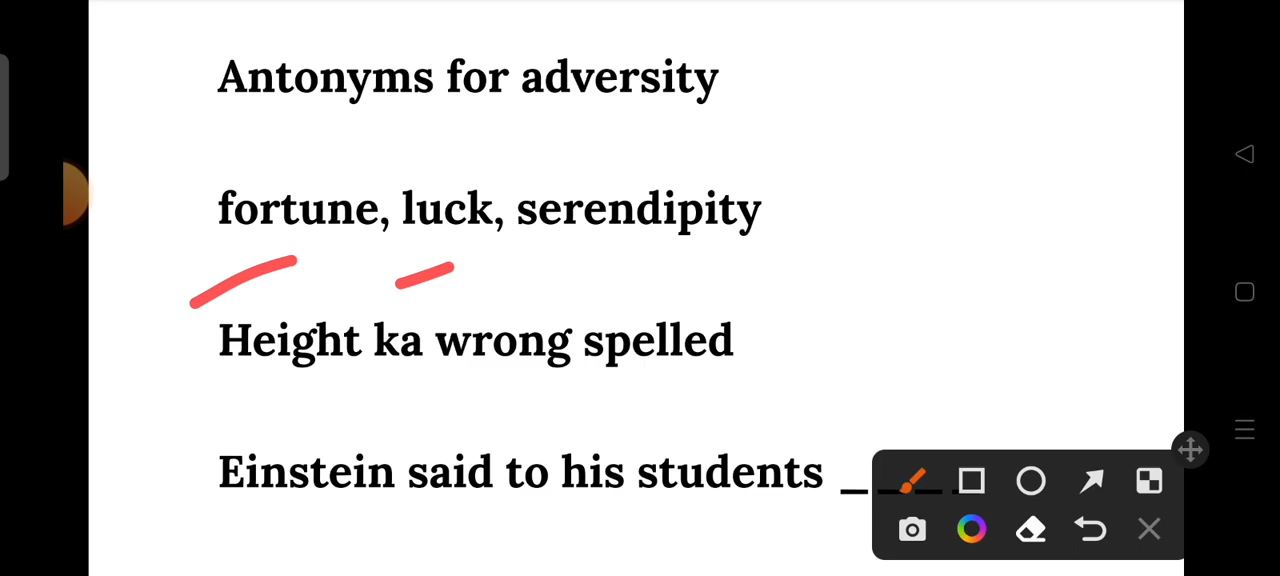 Antonyms for adversity
fortune, luck, serendipity
Height ka wrong spelled
Einstein said to his students _ _ _